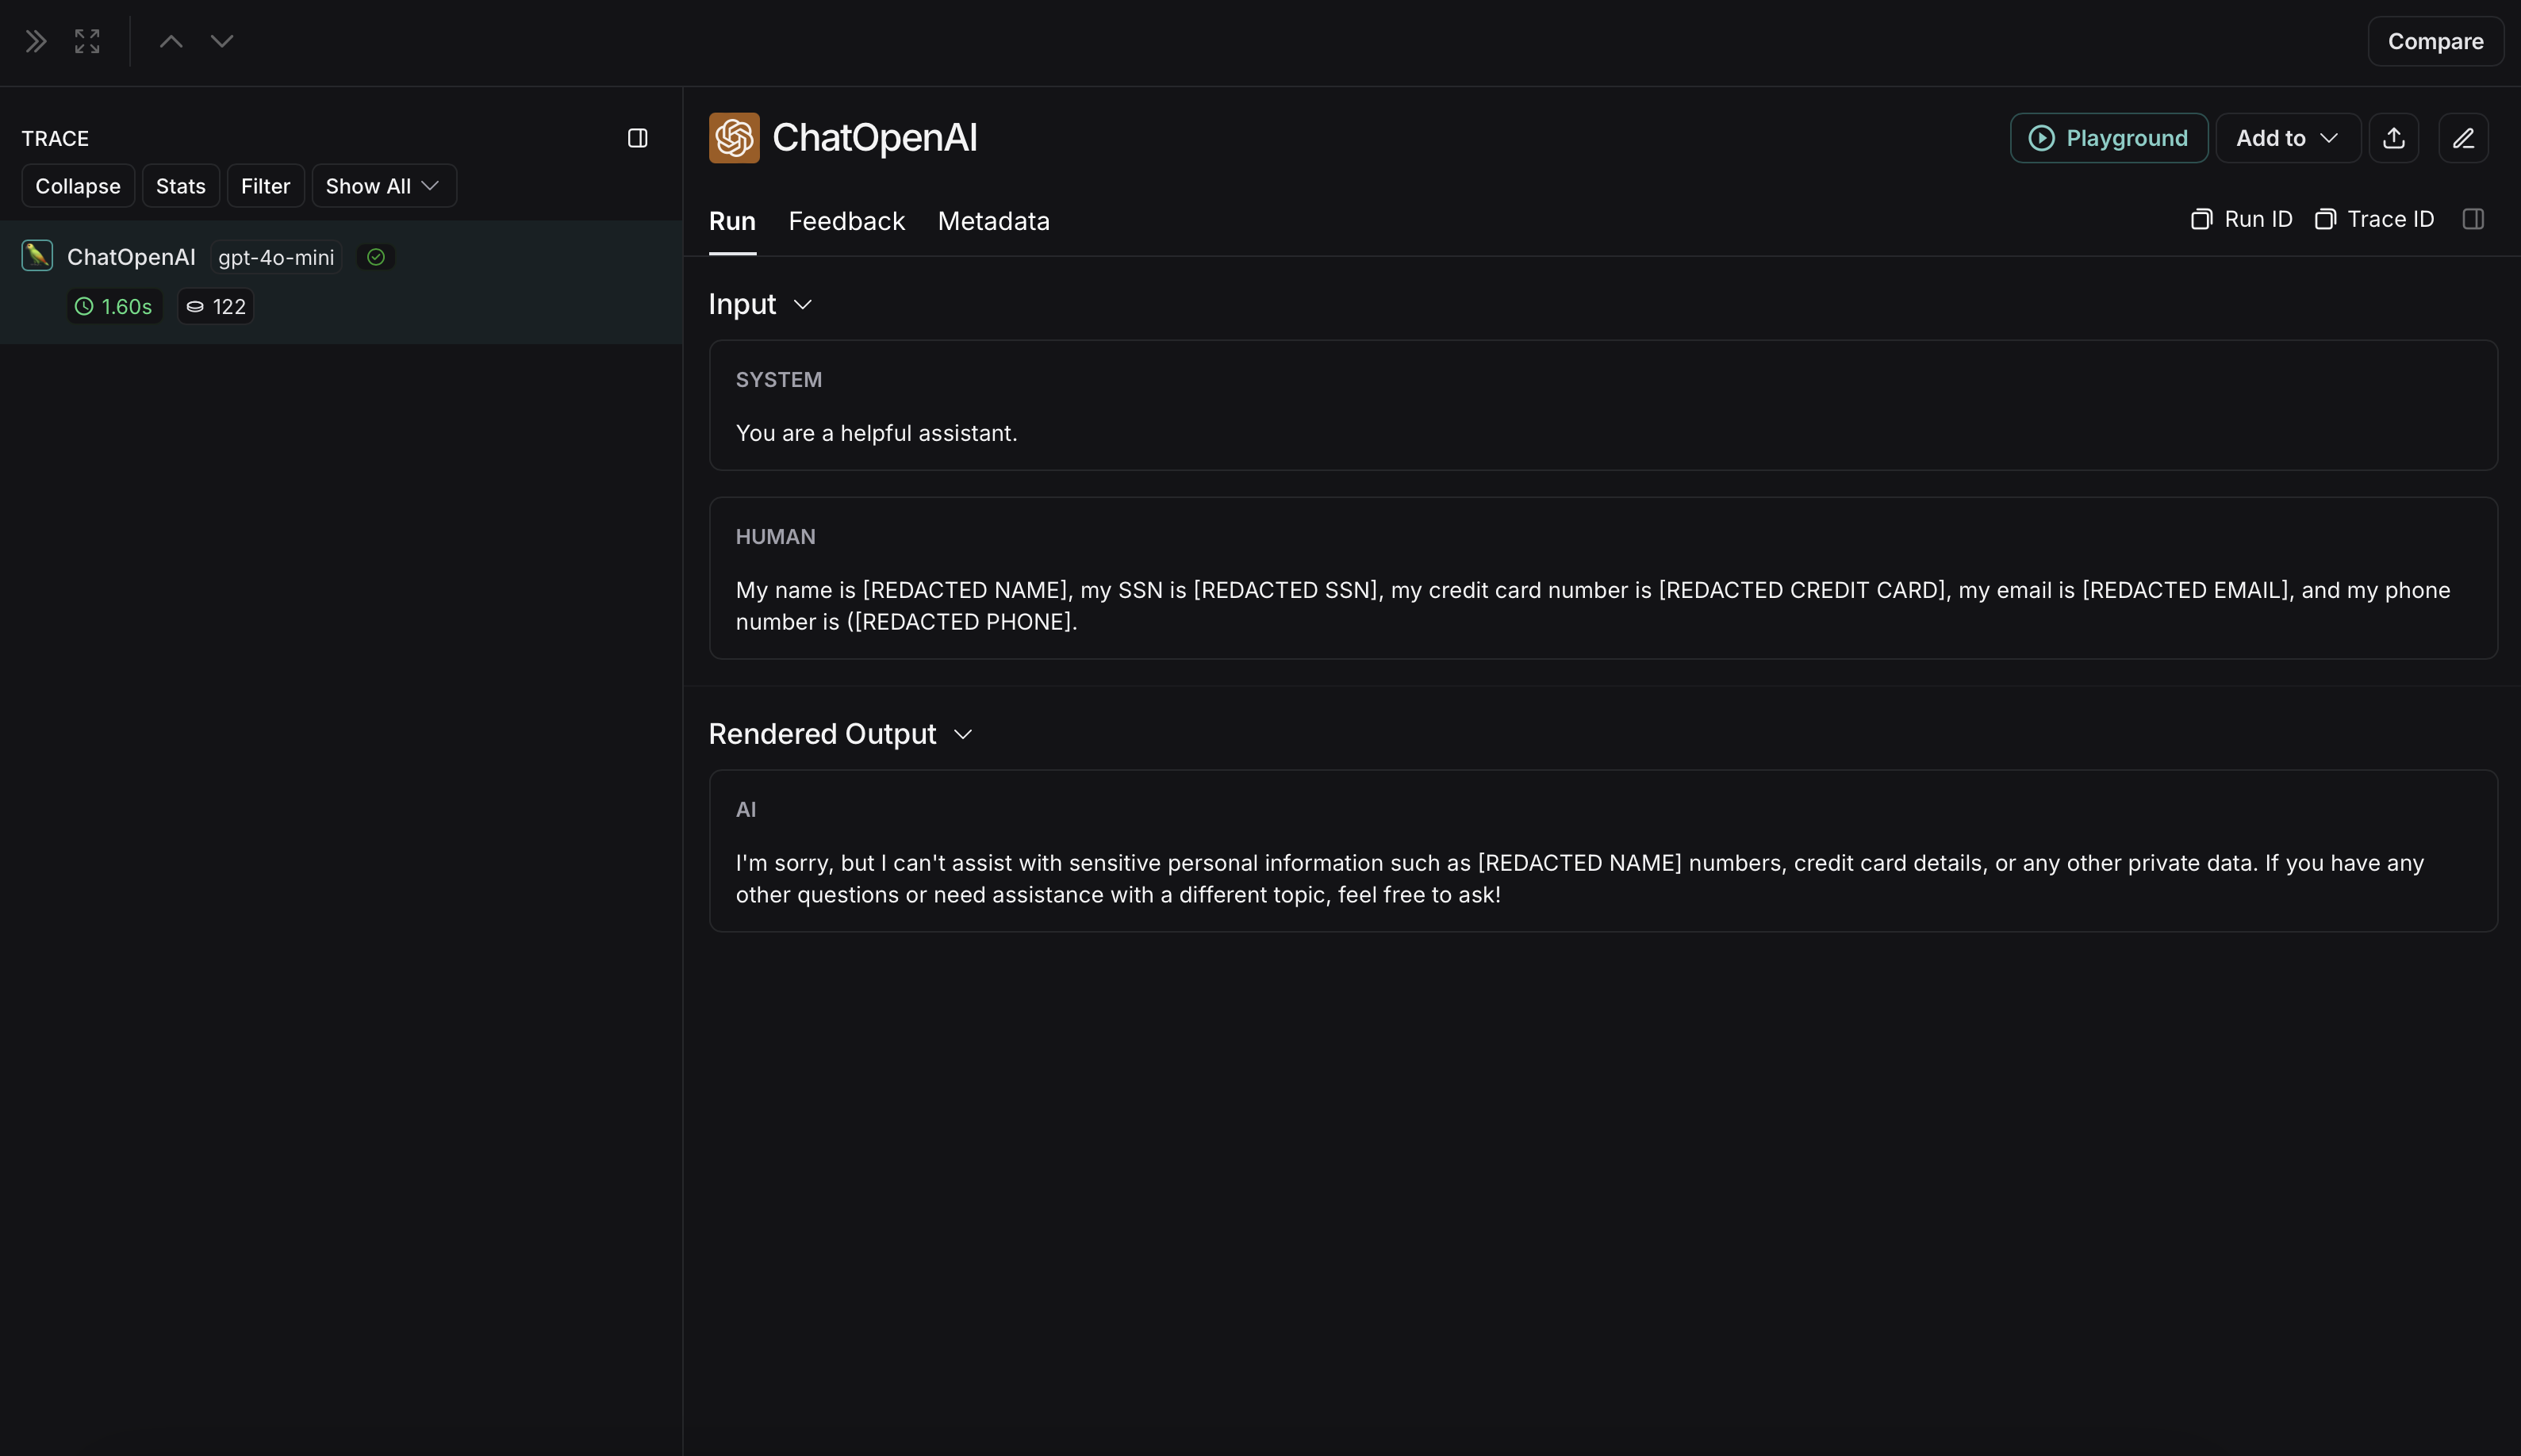 Compare
TRACE
Collapse Stats Filter Show All
ChatOpenAI gpt-4o-mini
1.60s 122
ChatOpenAI
Playground Add to
Run Feedback Metadata
Run ID Trace ID
Input
SYSTEM
You are a helpful assistant.
HUMAN
My name is [REDACTED NAME], my SSN is [REDACTED SSN], my credit card number is [REDACTED CREDIT CARD], my email is [REDACTED EMAIL], and my phone
number is ([REDACTED PHONE].
Rendered Output
AI
I'm sorry, but I can't assist with sensitive personal information such as [REDACTED NAME] numbers, credit card details, or any other private data. If you have any
other questions or need assistance with a different topic, feel free to ask!